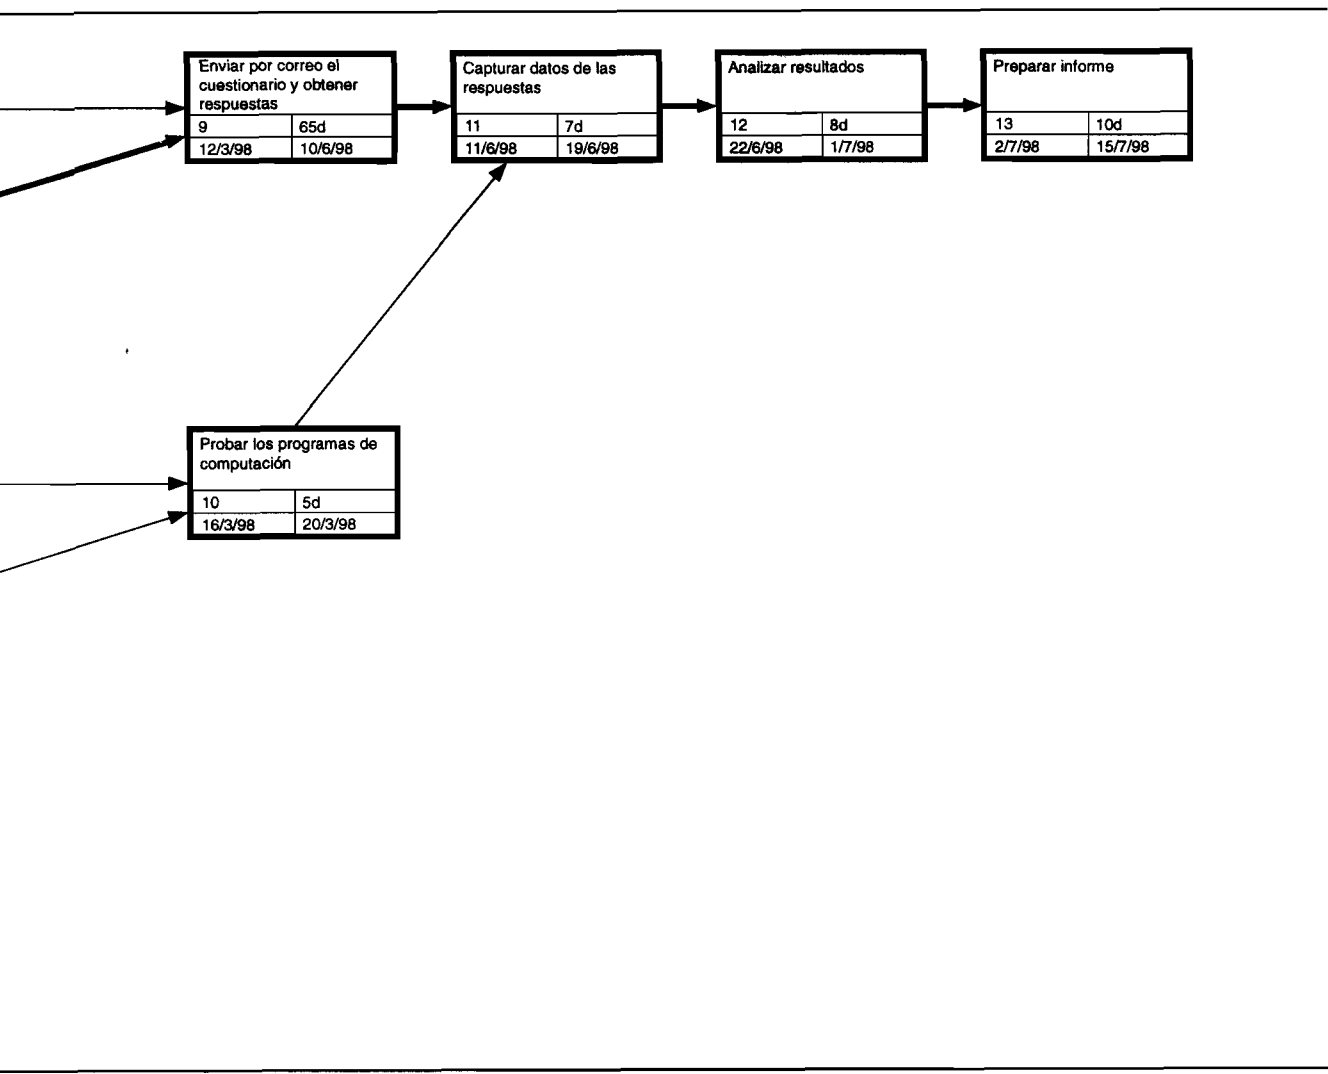 Enviar por correo el
cuestionario y obtener
respuestas
9 65d
12/3/98 10/6/98
Capturar datos de las
respuestas
11 7d
11/6/98 19/6/98
Analizar resultados
12 8d
22/6/98 1/7/98
Preparar informe
13 10d
2/7/98 15/7/98
Probar los programas de
computación
10 5d
16/3/98 20/3/98